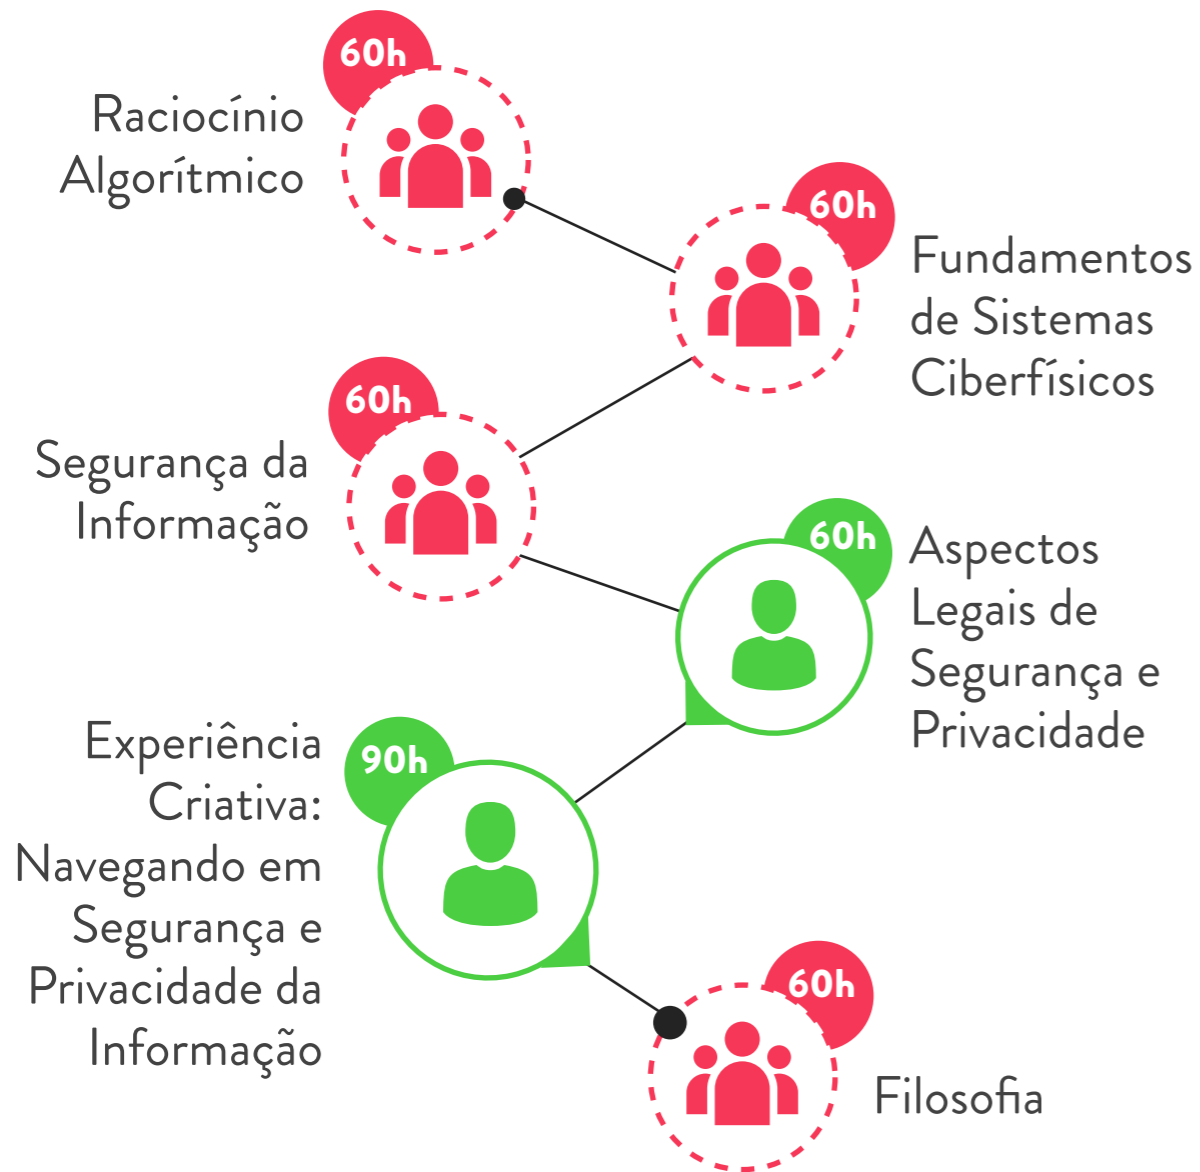 60h
Raciocínio
Algorítmico
60h
Fundamentos
de Sistemas
Ciberfísicos
60h
Segurança da
Informação
60h
Aspectos
Legais de
Segurança e
Privacidade
90h
Experiência
Criativa:
Navegando em
Segurança e
Privacidade da
Informação
60h
Filosofia